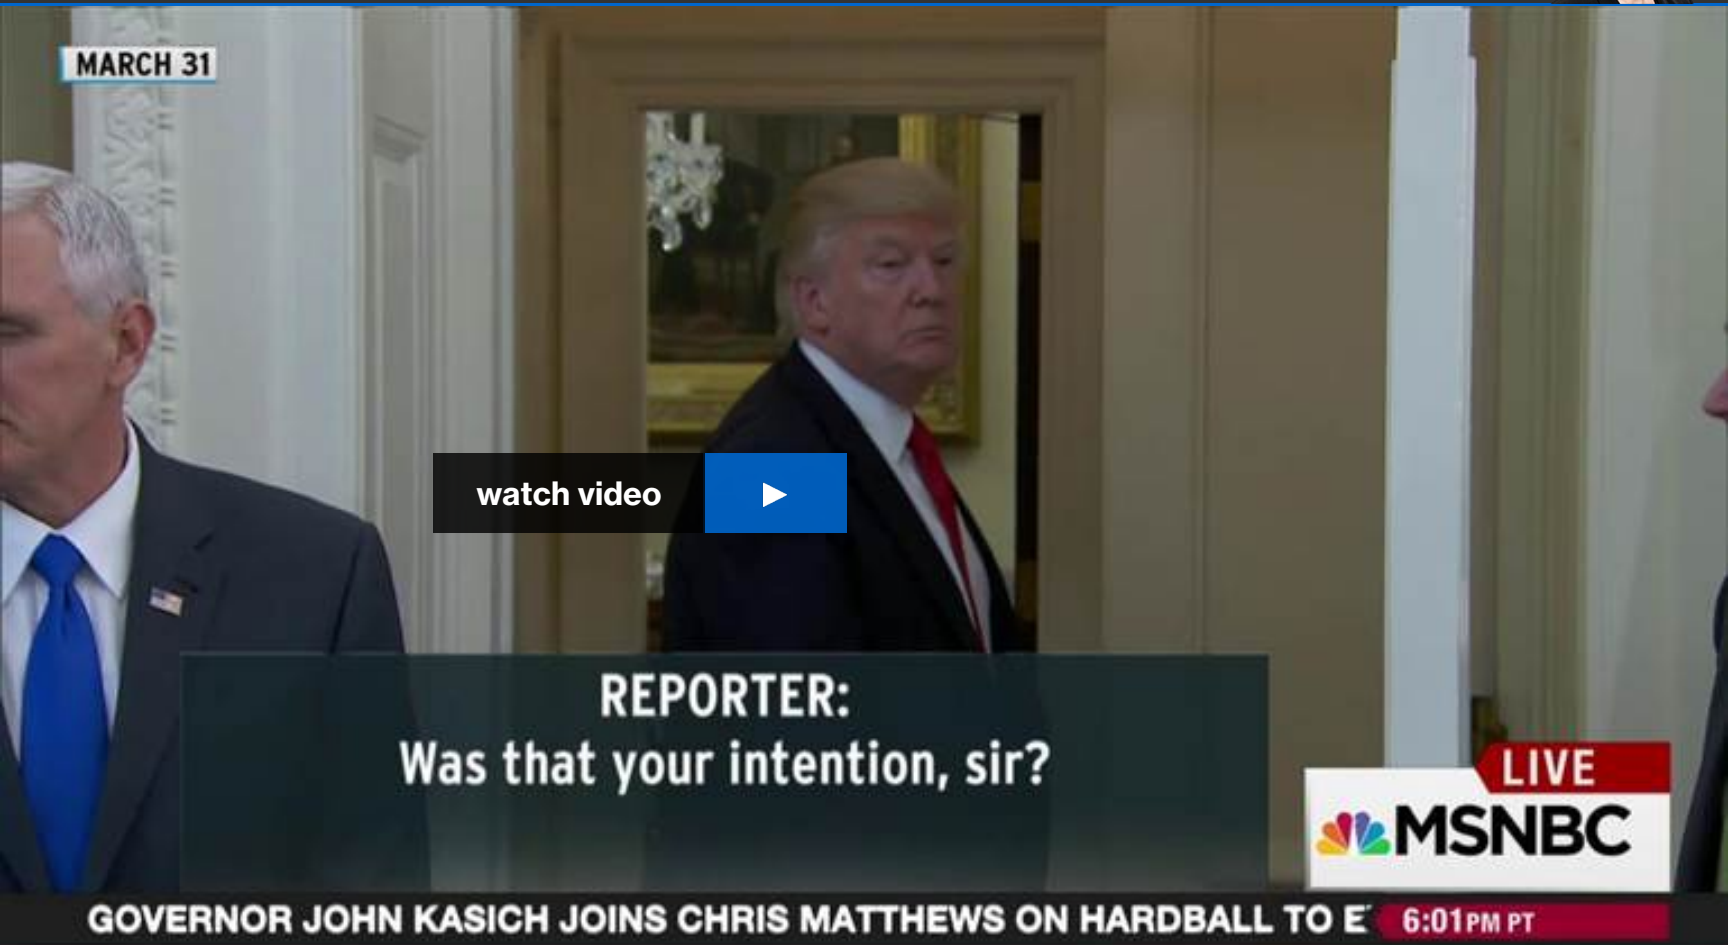 MARCH 31
watch video
REPORTER:
Was that your intention, sir?
LIVE
MSNBC
GOVERNOR JOHN KASICH JOINS CHRIS MATTHEWS ON HARDBALL TO
6:01PM PT